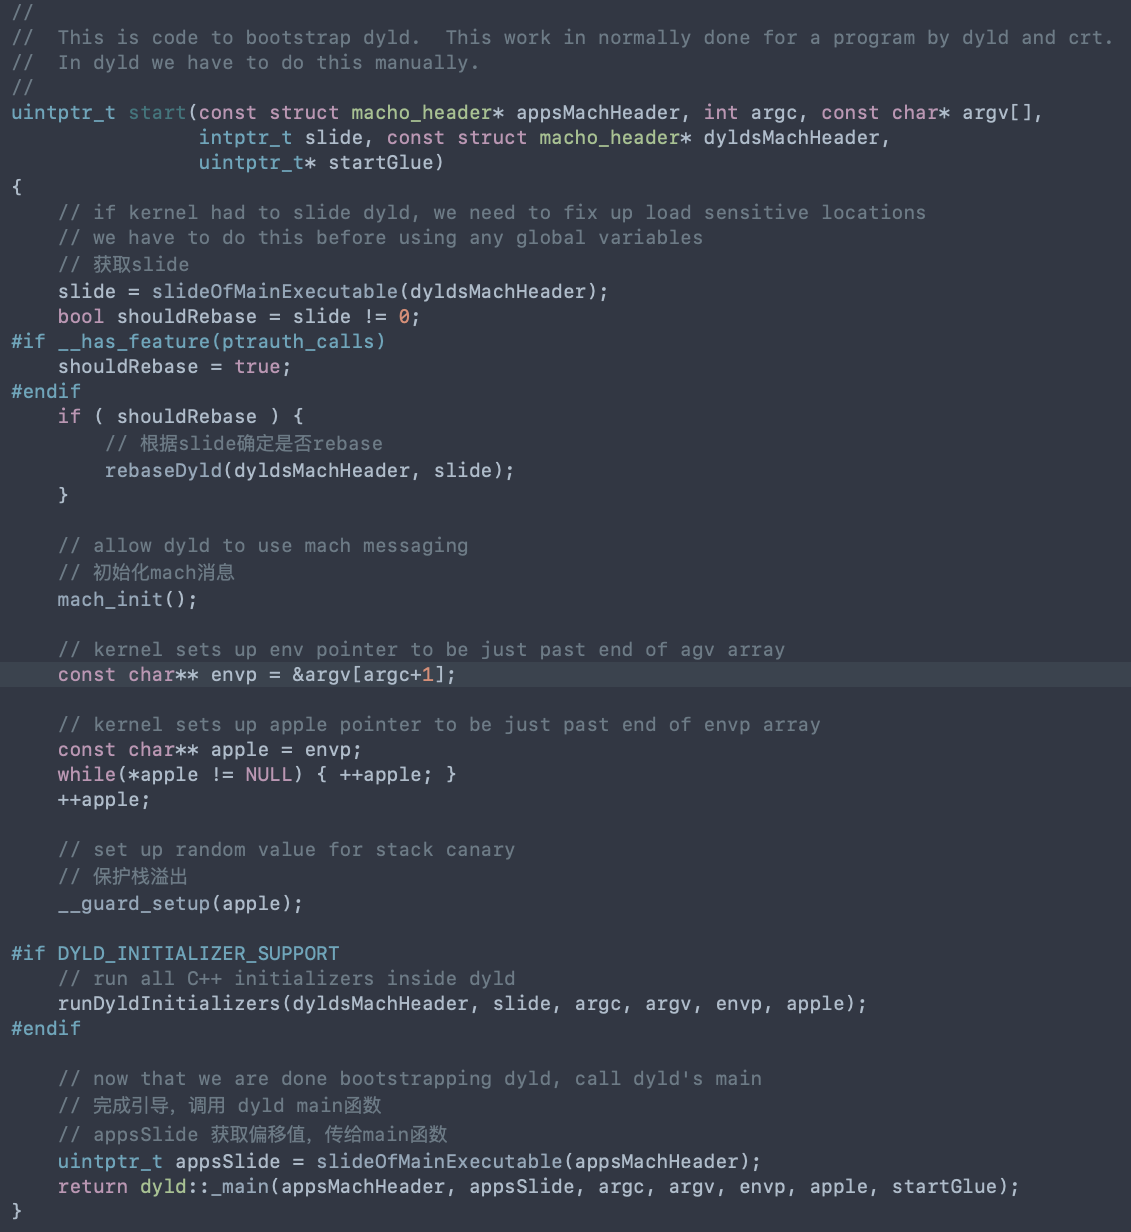 //
//  This is code to bootstrap dyld.  This work in normally done for a program by dyld and crt.
//  In dyld we have to do this manually.
//
uintptr_t start(const struct macho_header* appsMachHeader, int argc, const char* argv[],
                intptr_t slide, const struct macho_header* dyldsMachHeader,
                uintptr_t* startGlue)
{
    // if kernel had to slide dyld, we need to fix up load sensitive locations
    // we have to do this before using any global variables
    // 获取slide
    slide = slideOfMainExecutable(dyldsMachHeader);
    bool shouldRebase = slide != 0;
#if __has_feature(ptrauth_calls)
    shouldRebase = true;
#endif
    if ( shouldRebase ) {
        // 根据slide确定是否rebase
        rebaseDyld(dyldsMachHeader, slide);
    }

    // allow dyld to use mach messaging
    // 初始化mach消息
    mach_init();

    // kernel sets up env pointer to be just past end of agv array
    const char** envp = &argv[argc+1];

    // kernel sets up apple pointer to be just past end of envp array
    const char** apple = envp;
    while(*apple != NULL) { ++apple; }
    ++apple;

    // set up random value for stack canary
    // 保护栈溢出
    __guard_setup(apple);

#if DYLD_INITIALIZER_SUPPORT
    // run all C++ initializers inside dyld
    runDyldInitializers(dyldsMachHeader, slide, argc, argv, envp, apple);
#endif

    // now that we are done bootstrapping dyld, call dyld's main
    // 完成引导，调用 dyld main函数
    // appsSlide 获取偏移值，传给main函数
    uintptr_t appsSlide = slideOfMainExecutable(appsMachHeader);
    return dyld::_main(appsMachHeader, appsSlide, argc, argv, envp, apple, startGlue);
}